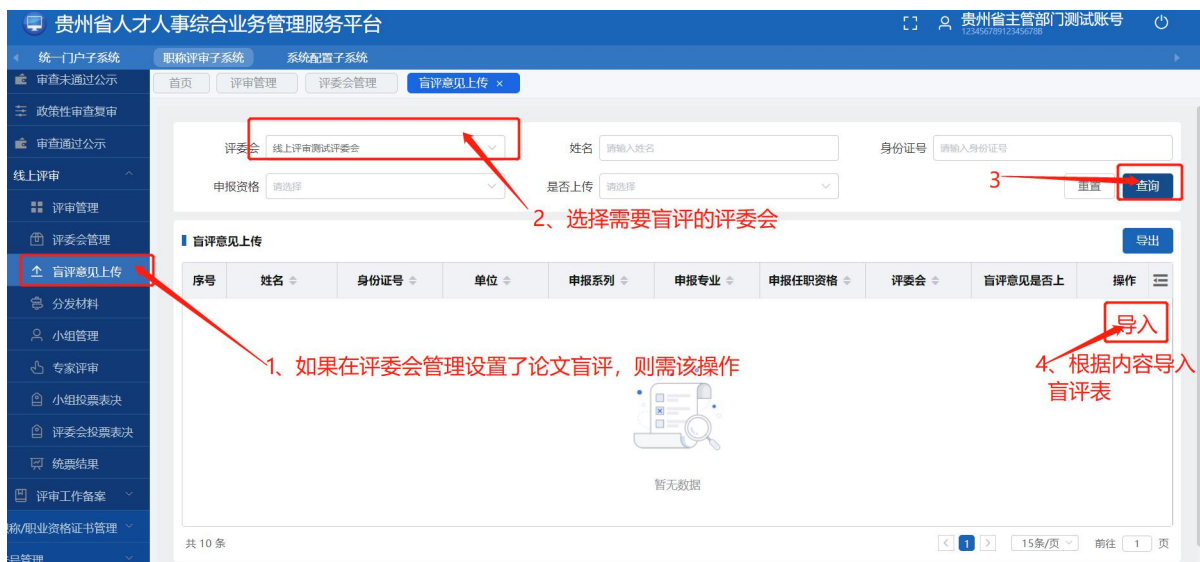 贵州省人才人事综合业务管理服务平台
贵州省主管部门测试账号
123456789123456788
统一门户子系统
职称评审子系统
系统配置子系统
审查未通过公示
首页
评审管理
评委会管理
盲评意见上传 ×
政策性审查复审
审查通过公示
线上评审
评审管理
评委会管理
盲评意见上传
分发材料
小组管理
专家评审
小组投票表决
评委会投票表决
统票结果
评审工作备案
称/职业资格证书管理
评委会 线上评审测试评委会
姓名 请输入姓名
身份证号 请输入身份证号
申报资格 请选择
是否上传 请选择
3
重置
查询
2、选择需要盲评的评委会
盲评意见上传
导出
序号 姓名 身份证号 单位 申报系列 申报专业 申报任职资格 评委会 盲评意见是否上 操作
导入
1、如果在评委会管理设置了论文盲评，则需该操作
4、根据内容导入
盲评表
暂无数据
共 10 条
1
15条/页
前往 1 页